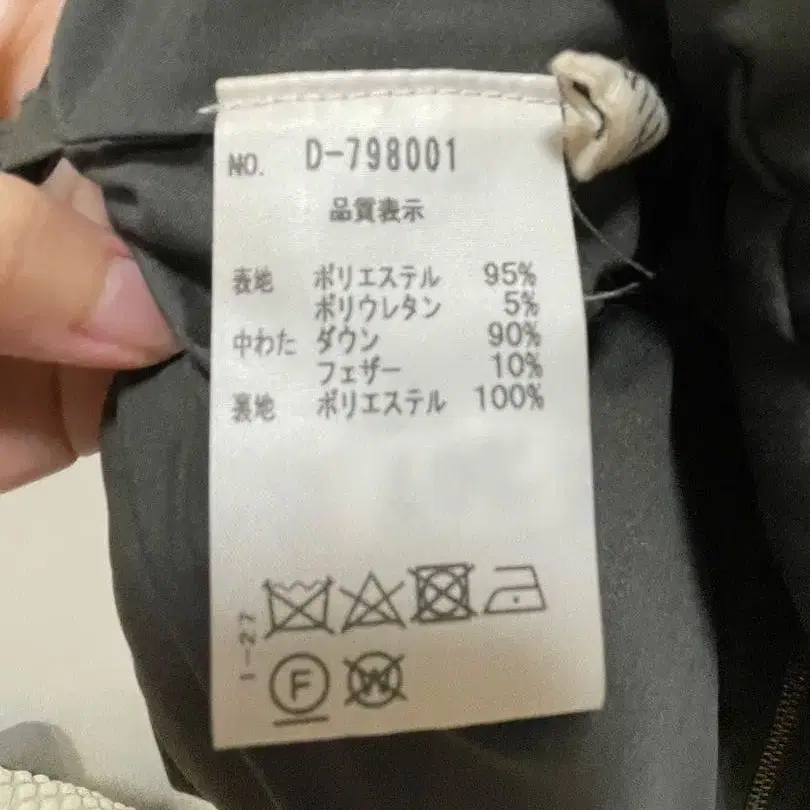 NO. D-798001
品質表示
表地 ポリエステル 95%
ポリウレタン 5%
中わた ダウン 90%
フェザー 10%
裏地 ポリエステル 100%
1-27
F W